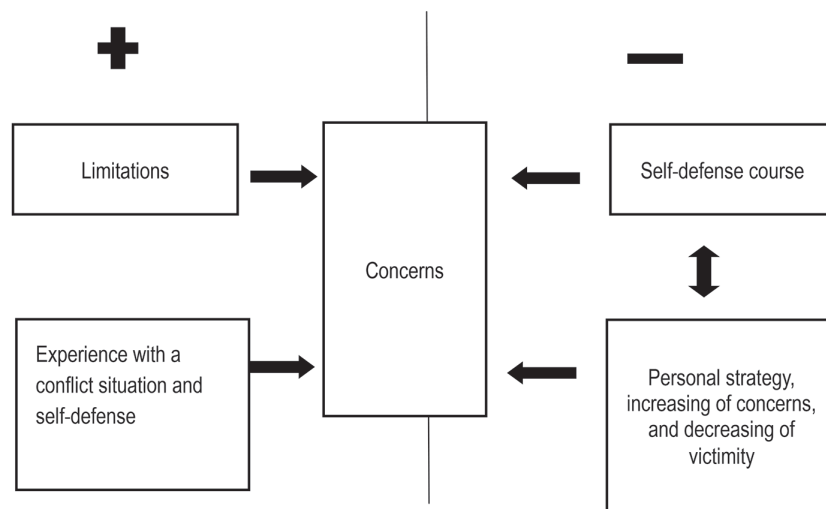 Limitations
Self-defense course
Concerns
Experience with a
conflict situation and
self-defense
Personal strategy,
increasing of concerns,
and decreasing of
victimity